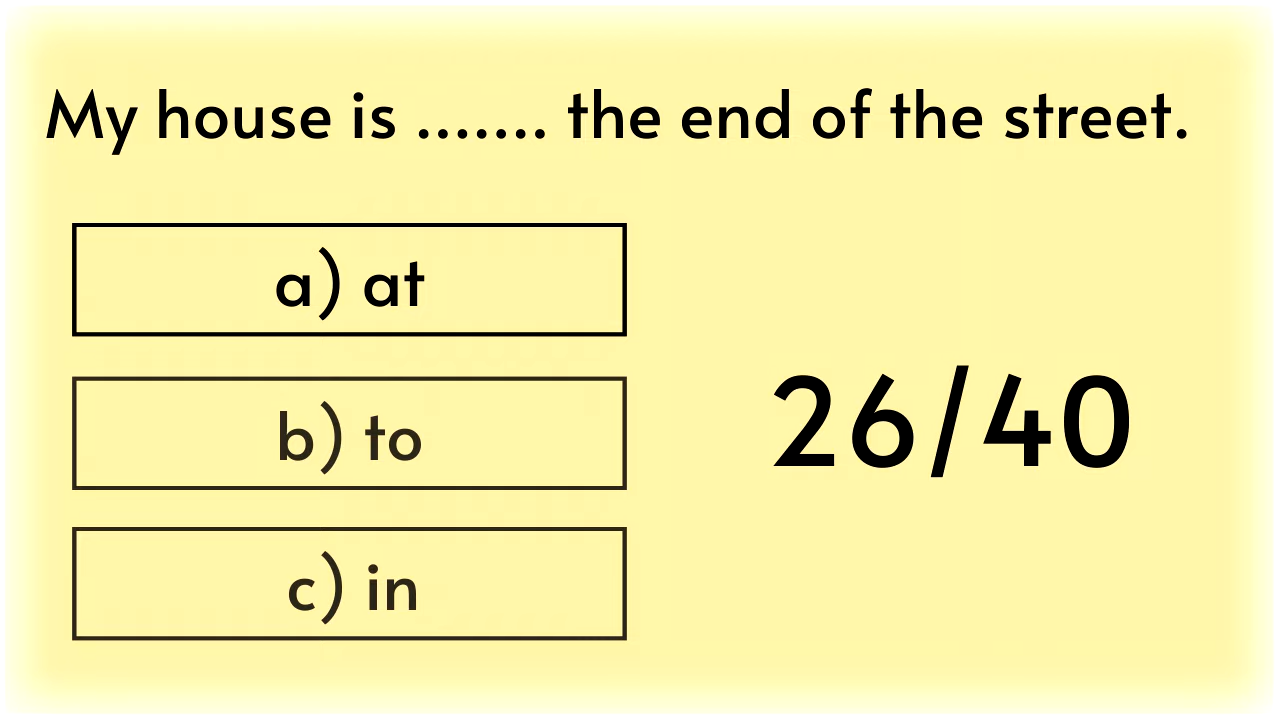 My house is ....... the end of the street.
a) at
b) to
26/40
c) in